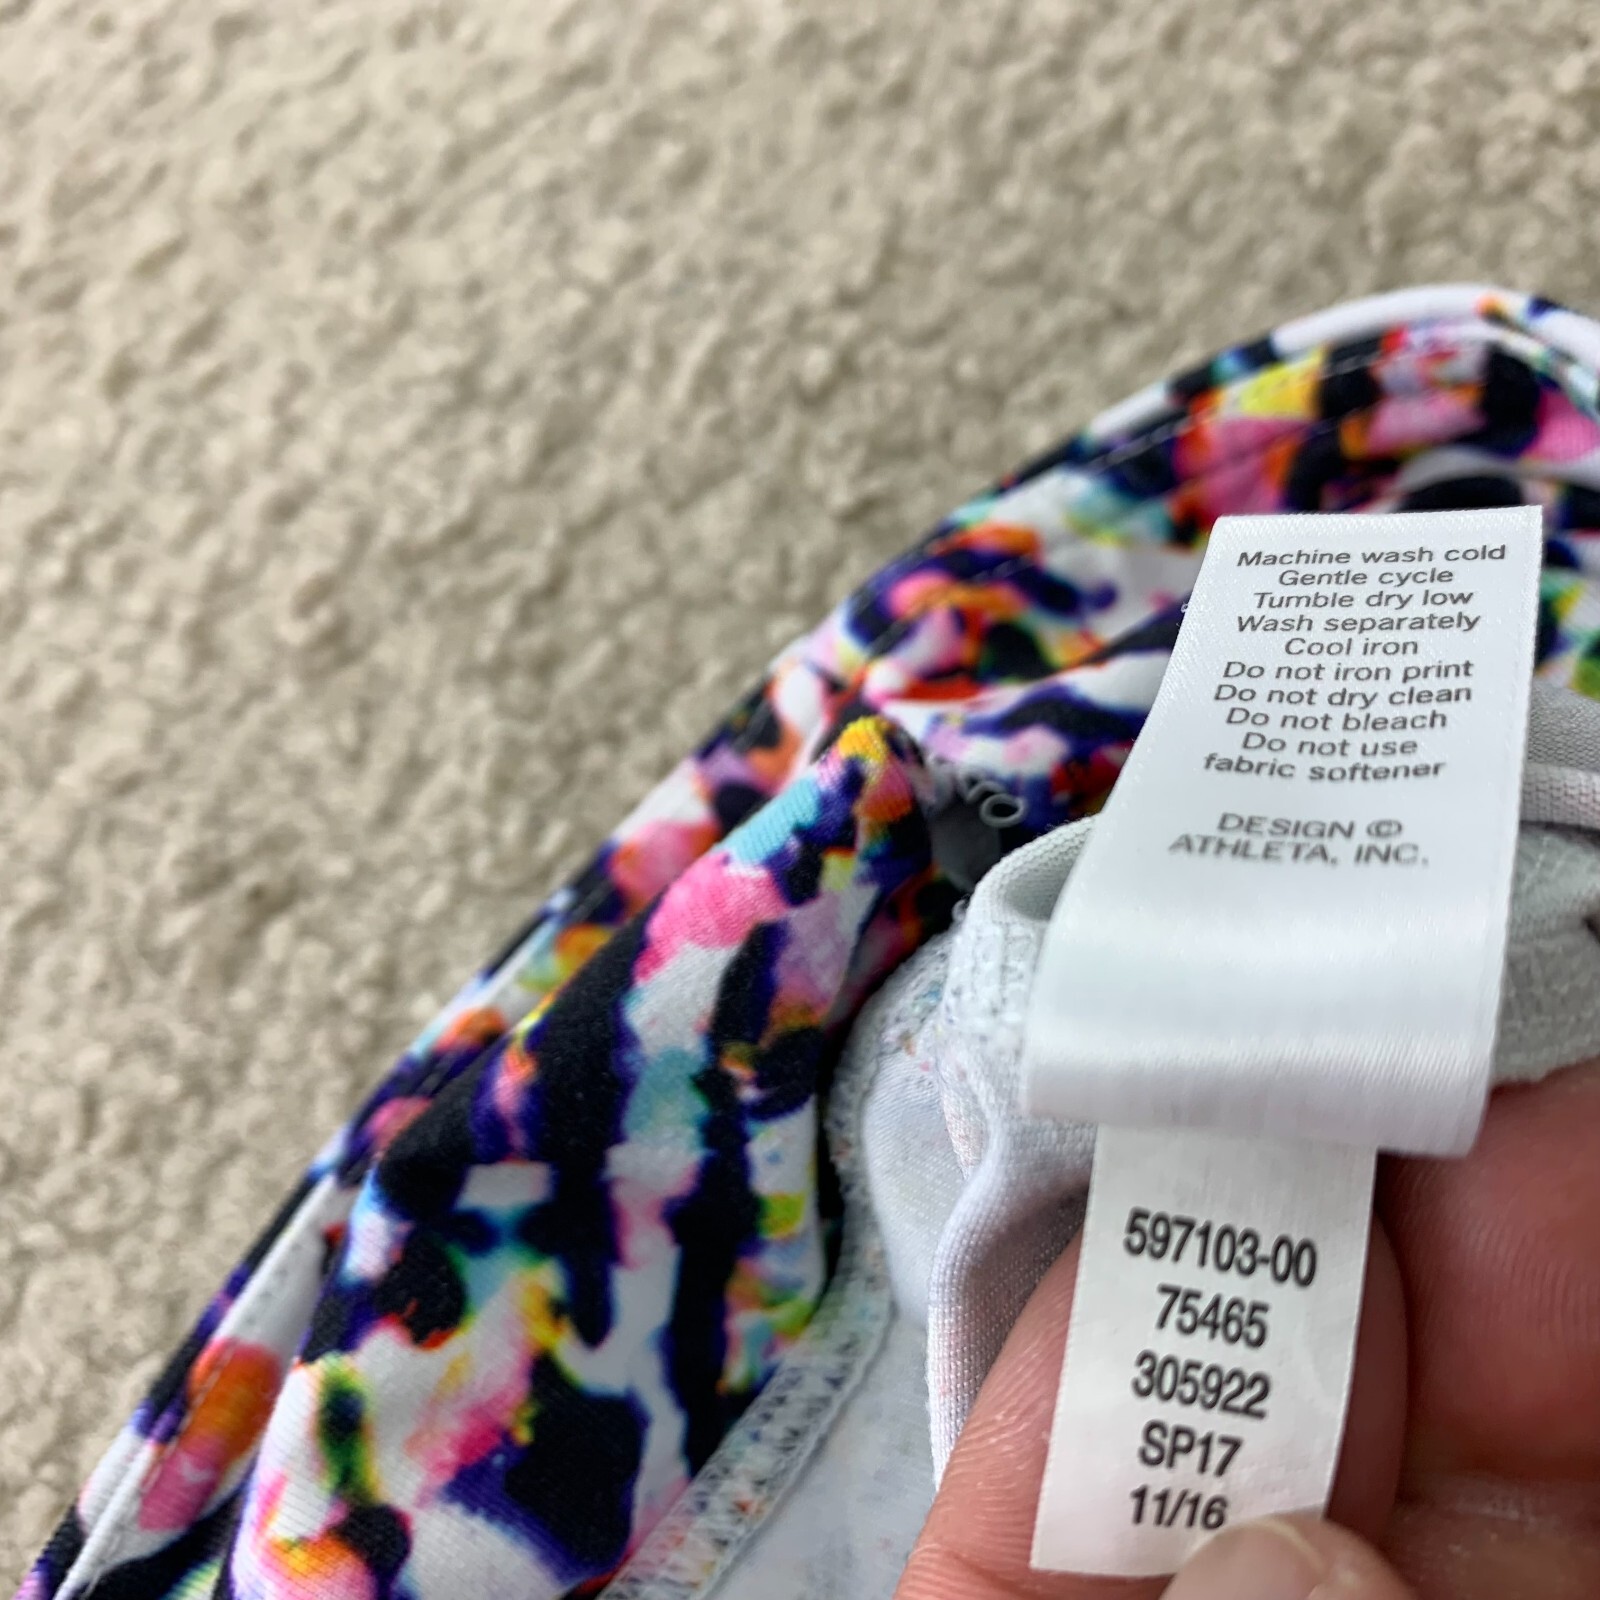 Machine wash cold
Gentle cycle
Tumble dry low
Wash separately
Cool iron
Do not iron print
Do not dry clean
Do not bleach
Do not use
fabric softener
DESIGN ©
ATHLETA, INC.
597103-00
75465
305922
SP17
11/16